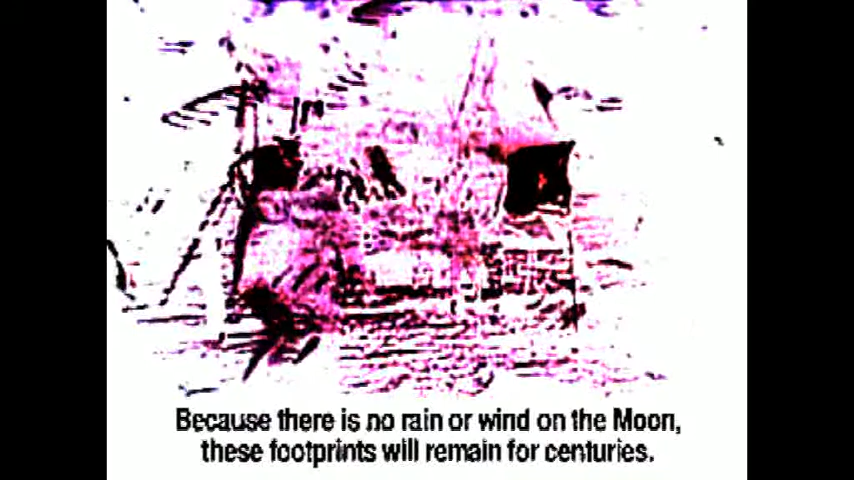 Because there is no rain or wind on the Moon,
these footprints will remain for centuries.